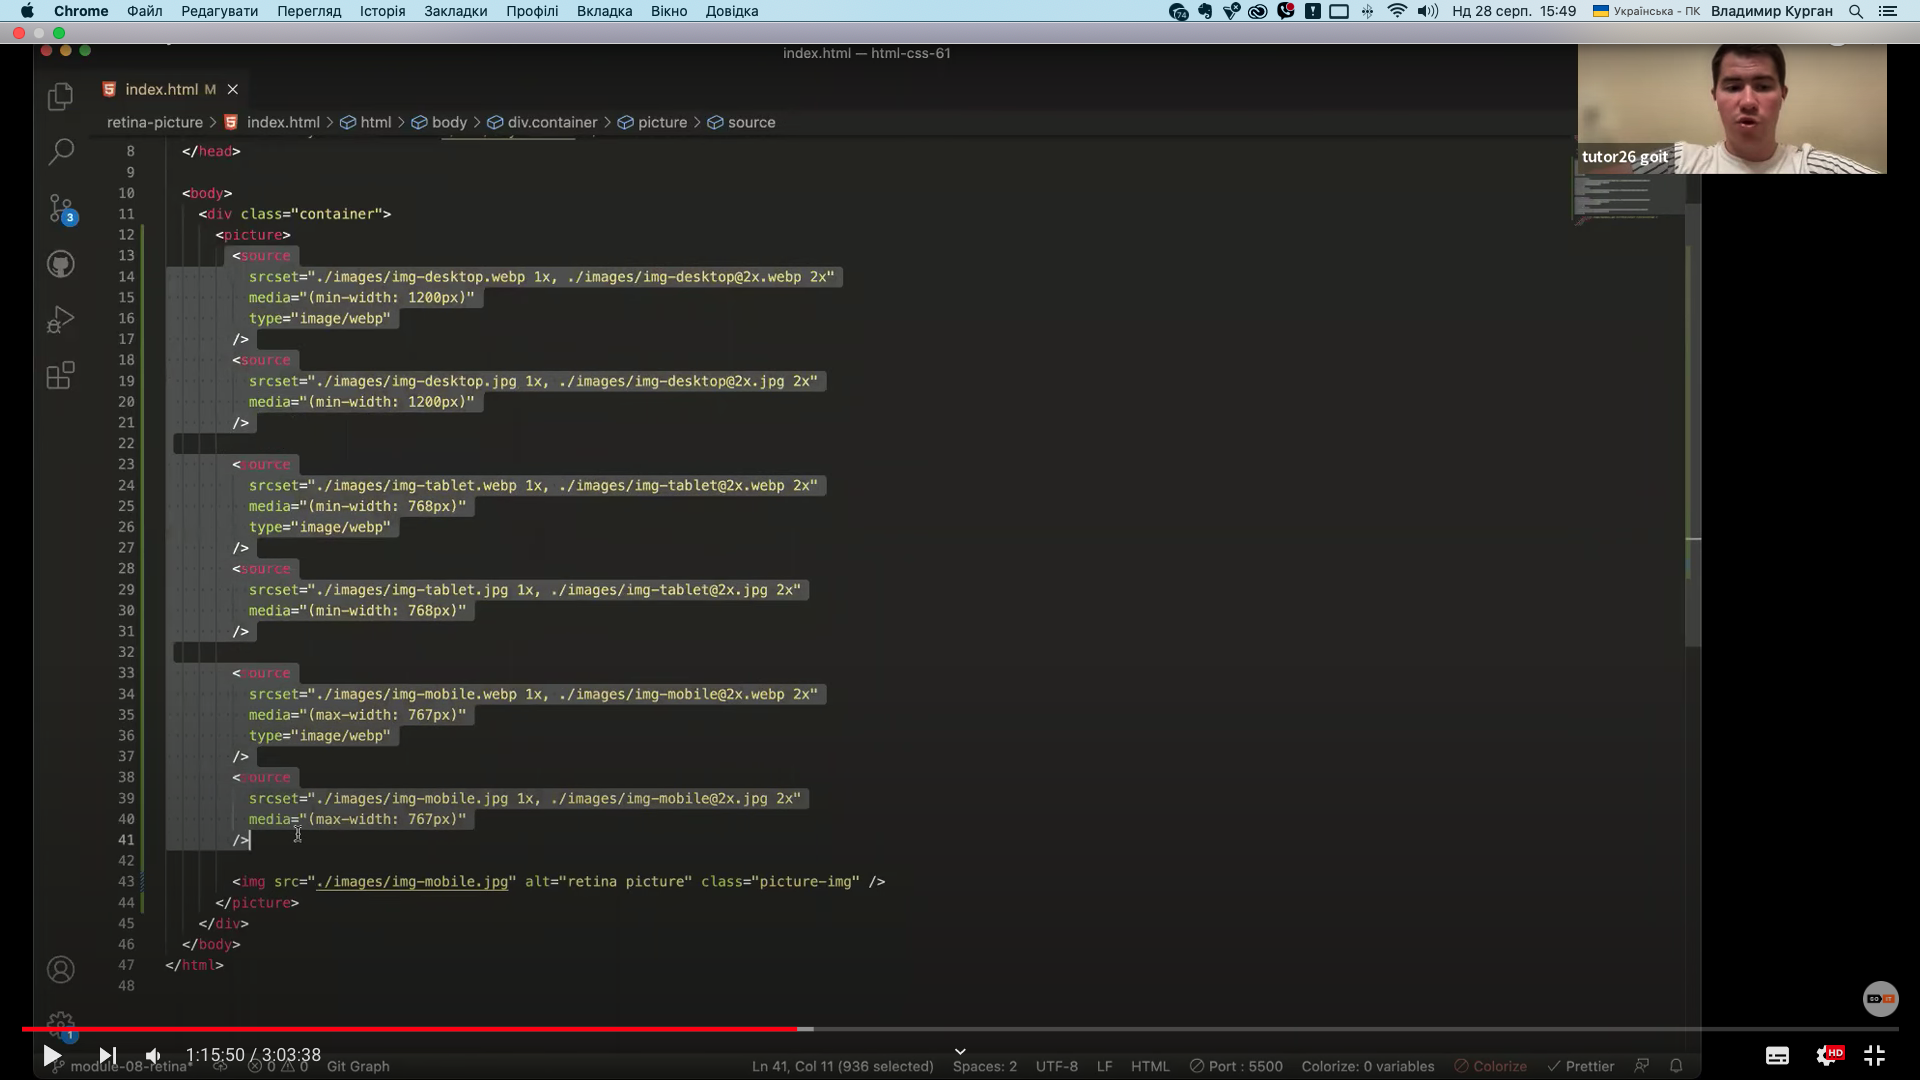 Chrome Файл Редагувати Перегляд Історія Закладки Профілі Вкладка Вікно Довідка 74 Нд 28 серп. 15:49 Українська - ПК Владимир Курган
index.html — html-css-61
index.html M
retina-picture > index.html > html > body > div.container > picture > source
tutor26 goit
8 </head>
9
10 <body>
11 <div class="container">
12 <picture>
13 <source
14 srcset="./images/img-desktop.webp 1x, ./images/img-desktop@2x.webp 2x"
15 media="(min-width: 1200px)"
16 type="image/webp"
17 />
18 <source
19 srcset="./images/img-desktop.jpg 1x, ./images/img-desktop@2x.jpg 2x"
20 media="(min-width: 1200px)"
21 />
22
23 <source
24 srcset="./images/img-tablet.webp 1x, ./images/img-tablet@2x.webp 2x"
25 media="(min-width: 768px)"
26 type="image/webp"
27 />
28 <source
29 srcset="./images/img-tablet.jpg 1x, ./images/img-tablet@2x.jpg 2x"
30 media="(min-width: 768px)"
31 />
32
33 <source
34 srcset="./images/img-mobile.webp 1x, ./images/img-mobile@2x.webp 2x"
35 media="(max-width: 767px)"
36 type="image/webp"
37 />
38 <source
39 srcset="./images/img-mobile.jpg 1x, ./images/img-mobile@2x.jpg 2x"
40 media="(max-width: 767px)"
41 />
42
43 <img src="./images/img-mobile.jpg" alt="retina picture" class="picture-img" />
44 </picture>
45 </div>
46 </body>
47 </html>
48
3
1
GO IT
1:15:50 / 3:03:38
HD
module-08-retina* 0 0 Git Graph Ln 41, Col 11 (936 selected) Spaces: 2 UTF-8 LF HTML Port : 5500 Colorize: 0 variables Colorize Prettier